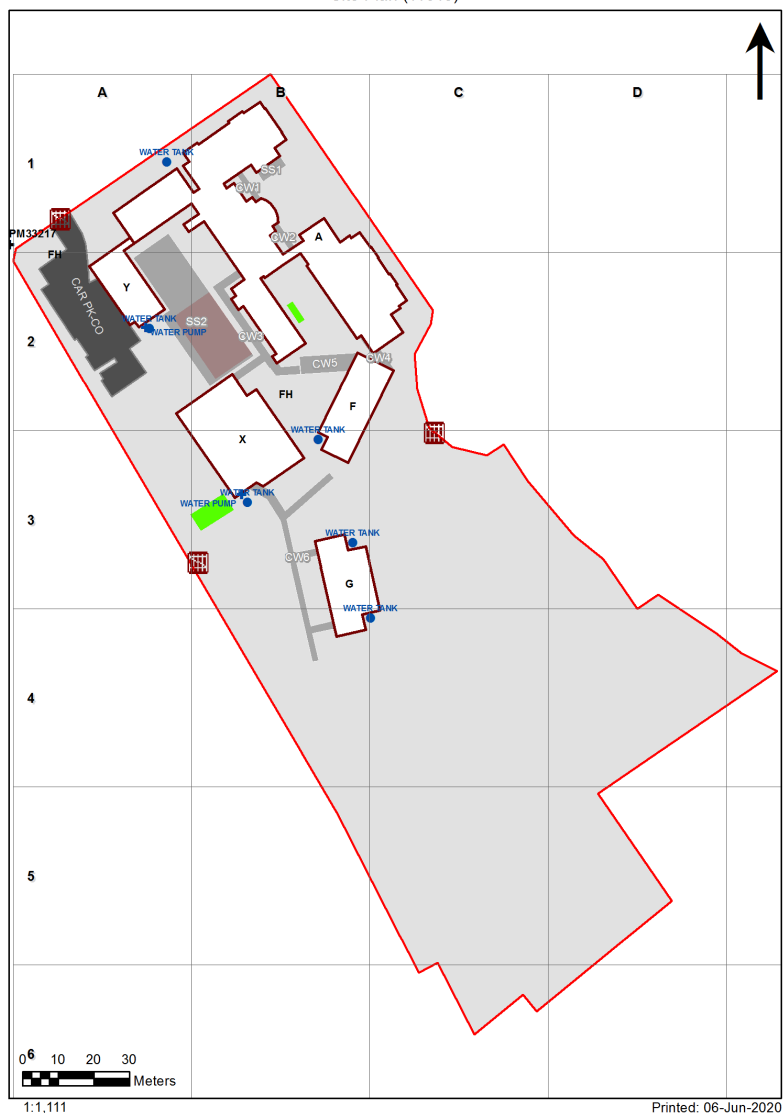 A B C D
1
WATER TANK
SS1
CW1
PM33217
CW2
A
FH
Y
CAR PK-CO
WATER TANK
WATER PUMP
SS2
CW3
2
CW4
CW5
FH
F
X
WATER TANK
WATER TANK
WATER PUMP
3
WATER TANK
CW6
G
WATER TANK
4
5
6
0 10 20 30
Meters
1:1,111
Printed: 06-Jun-2020